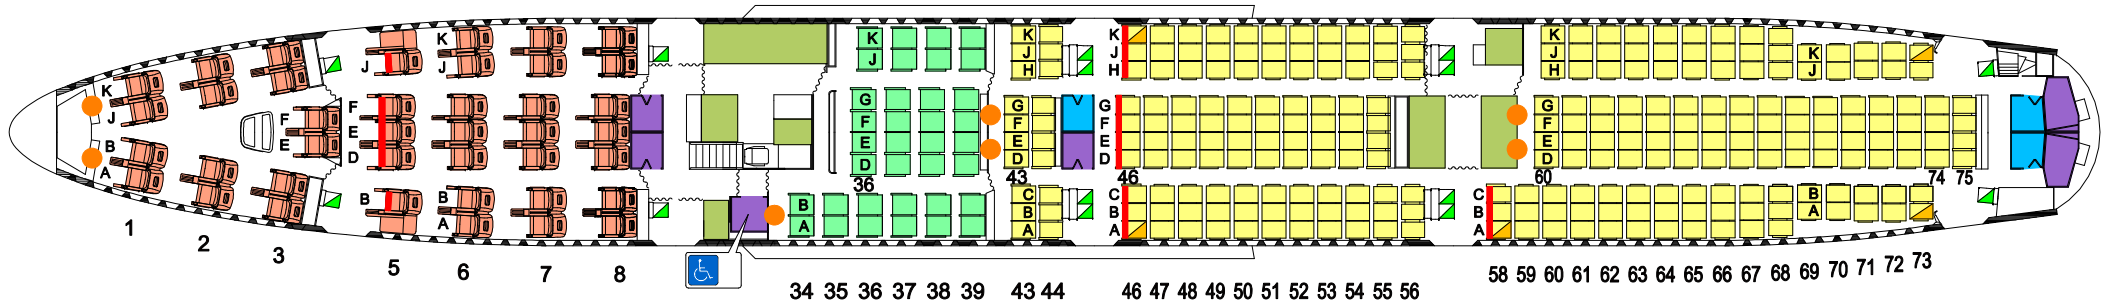 K K K K K
J J J J J
J H H H
K
J
F G G G G
F E F F F F
E D E E E E
D D D D
36 43 46 60 74 75
B B B C C C B
A A A B B B A
A A A
1 2 3 5 6 7 8
34 35 36 37 38 39 43 44 46 47 48 49 50 51 52 53 54 55 56 58 59 60 61 62 63 64 65 66 67 68 69 70 71 72 73